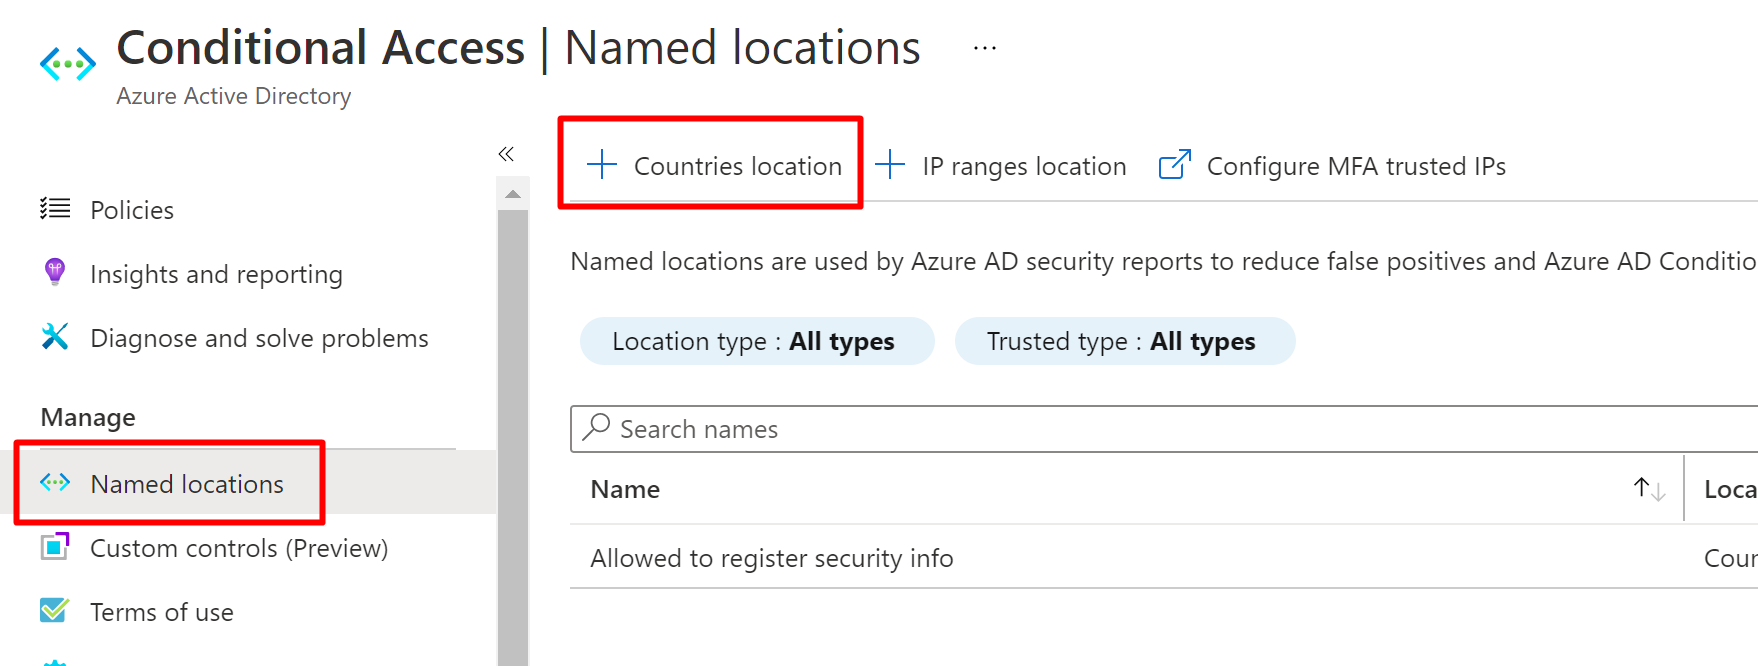 Conditional Access | Named locations ...
Azure Active Directory
«
Policies
Insights and reporting
Diagnose and solve problems
Manage
Named locations
Custom controls (Preview)
Terms of use
+ Countries location + IP ranges location Configure MFA trusted IPs
Named locations are used by Azure AD security reports to reduce false positives and Azure AD Conditio
Location type : All types Trusted type : All types
Search names
Name ↑↓ Loca
Allowed to register security info Cour